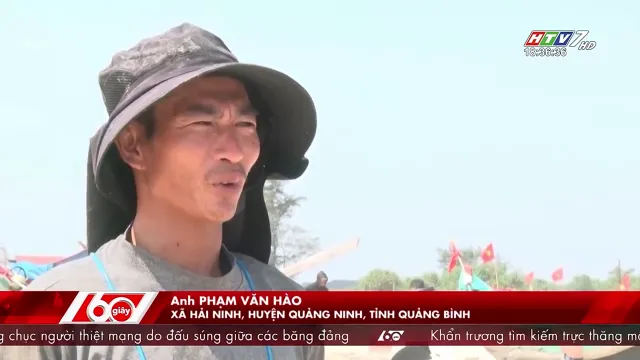 HTV7 HD
18:36:36
60 giây
Anh PHẠM VĂN HÀO
XÃ HẢI NINH, HUYỆN QUẢNG NINH, TỈNH QUẢNG BÌNH
g chục người thiệt mạng do đấu súng giữa các băng đảng 60 Khẩn trương tìm kiếm trực thăng m